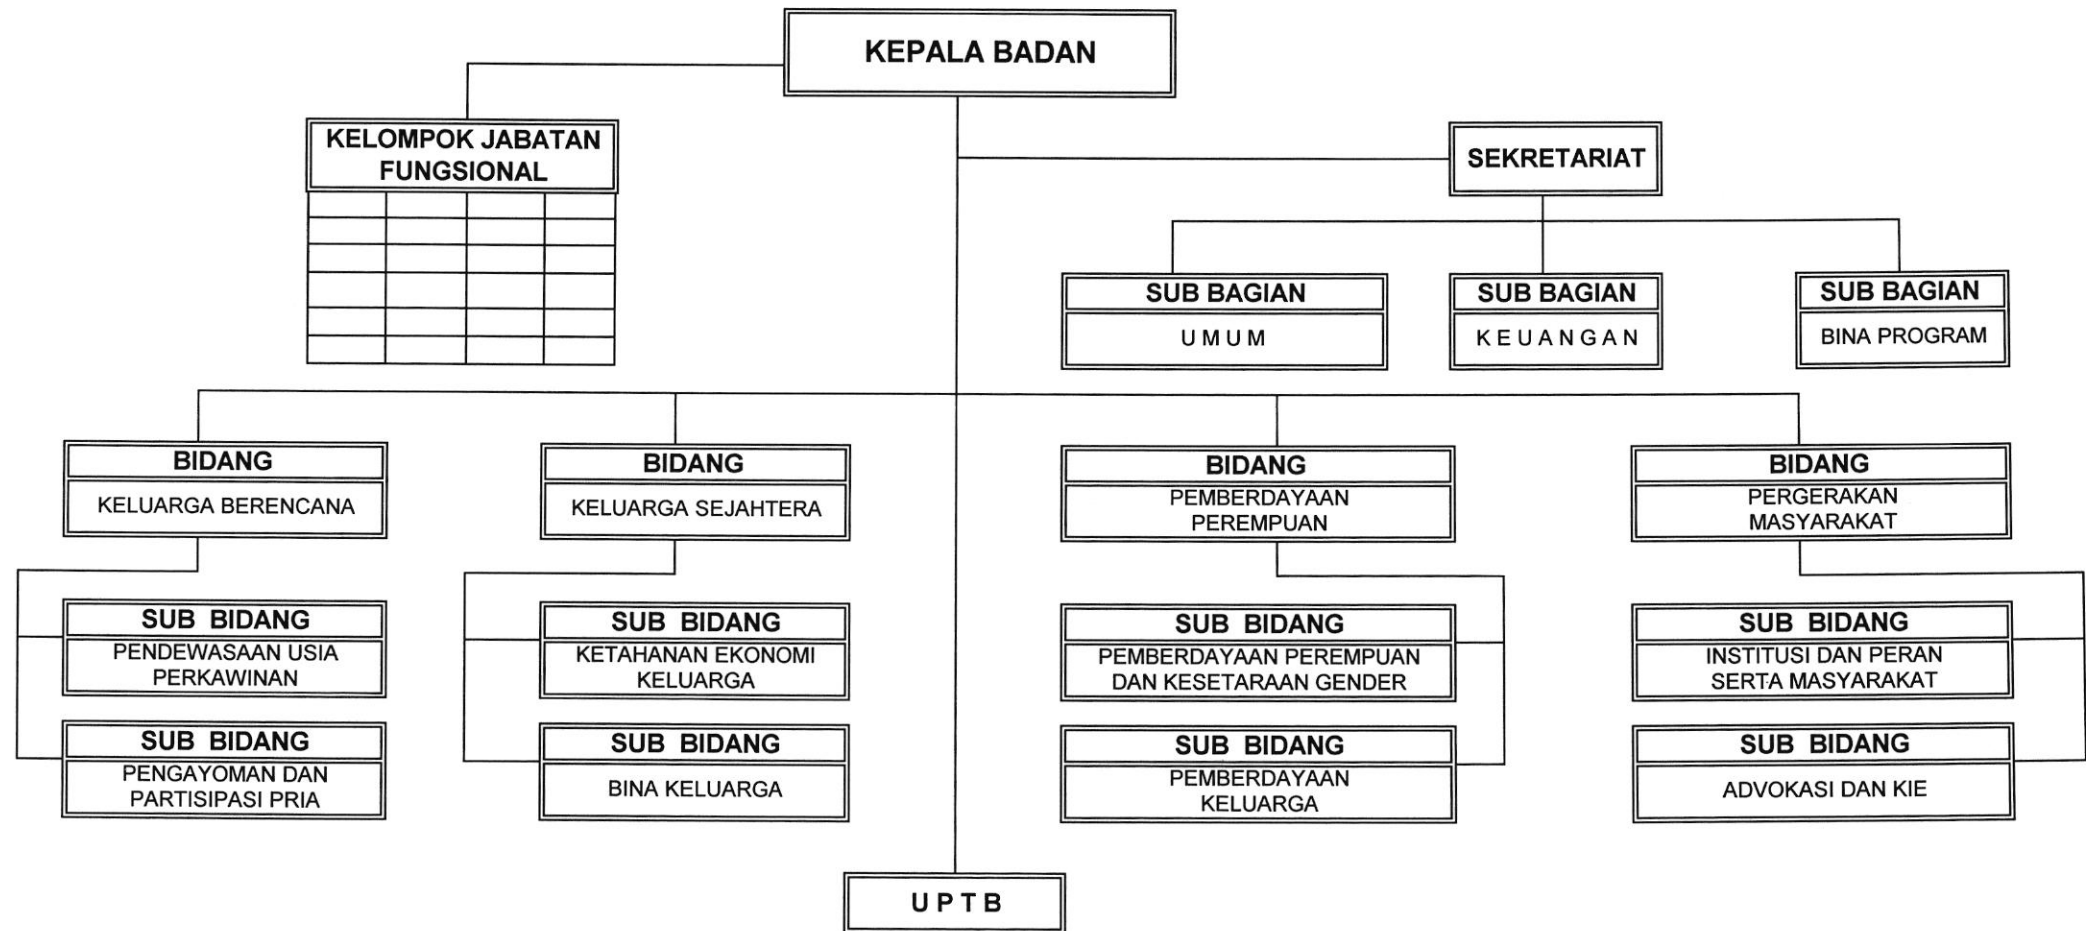 KEPALA BADAN
KELOMPOK JABATAN
FUNGSIONAL
SEKRETARIAT
SUB BAGIAN
U M U M
SUB BAGIAN
K E U A N G A N
SUB BAGIAN
BINA PROGRAM
BIDANG
KELUARGA BERENCANA
BIDANG
KELUARGA SEJAHTERA
BIDANG
PEMBERDAYAAN
PEREMPUAN
BIDANG
PERGERAKAN
MASYARAKAT
SUB BIDANG
PENDEWASAAN USIA
PERKAWINAN
SUB BIDANG
KETAHANAN EKONOMI
KELUARGA
SUB BIDANG
PEMBERDAYAAN PEREMPUAN
DAN KESETARAAN GENDER
SUB BIDANG
INSTITUSI DAN PERAN
SERTA MASYARAKAT
SUB BIDANG
PENGAYOMAN DAN
PARTISIPASI PRIA
SUB BIDANG
BINA KELUARGA
SUB BIDANG
PEMBERDAYAAN
KELUARGA
SUB BIDANG
ADVOKASI DAN KIE
U P T B